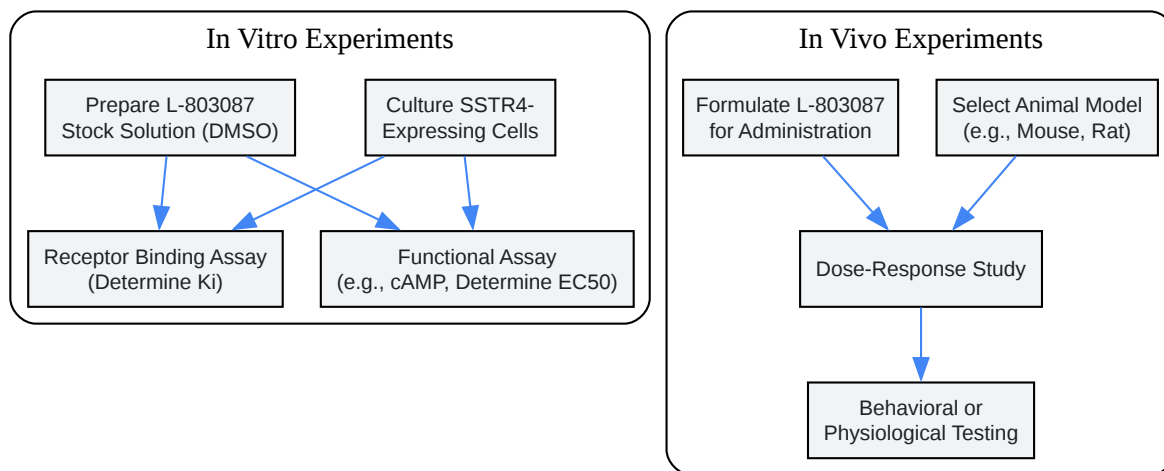 In Vitro Experiments
Prepare L-803087
Stock Solution (DMSO)
Culture SSTR4-
Expressing Cells
Receptor Binding Assay
(Determine Ki)
Functional Assay
(e.g., cAMP, Determine EC50)
In Vivo Experiments
Formulate L-803087
for Administration
Select Animal Model
(e.g., Mouse, Rat)
Dose-Response Study
Behavioral or
Physiological Testing